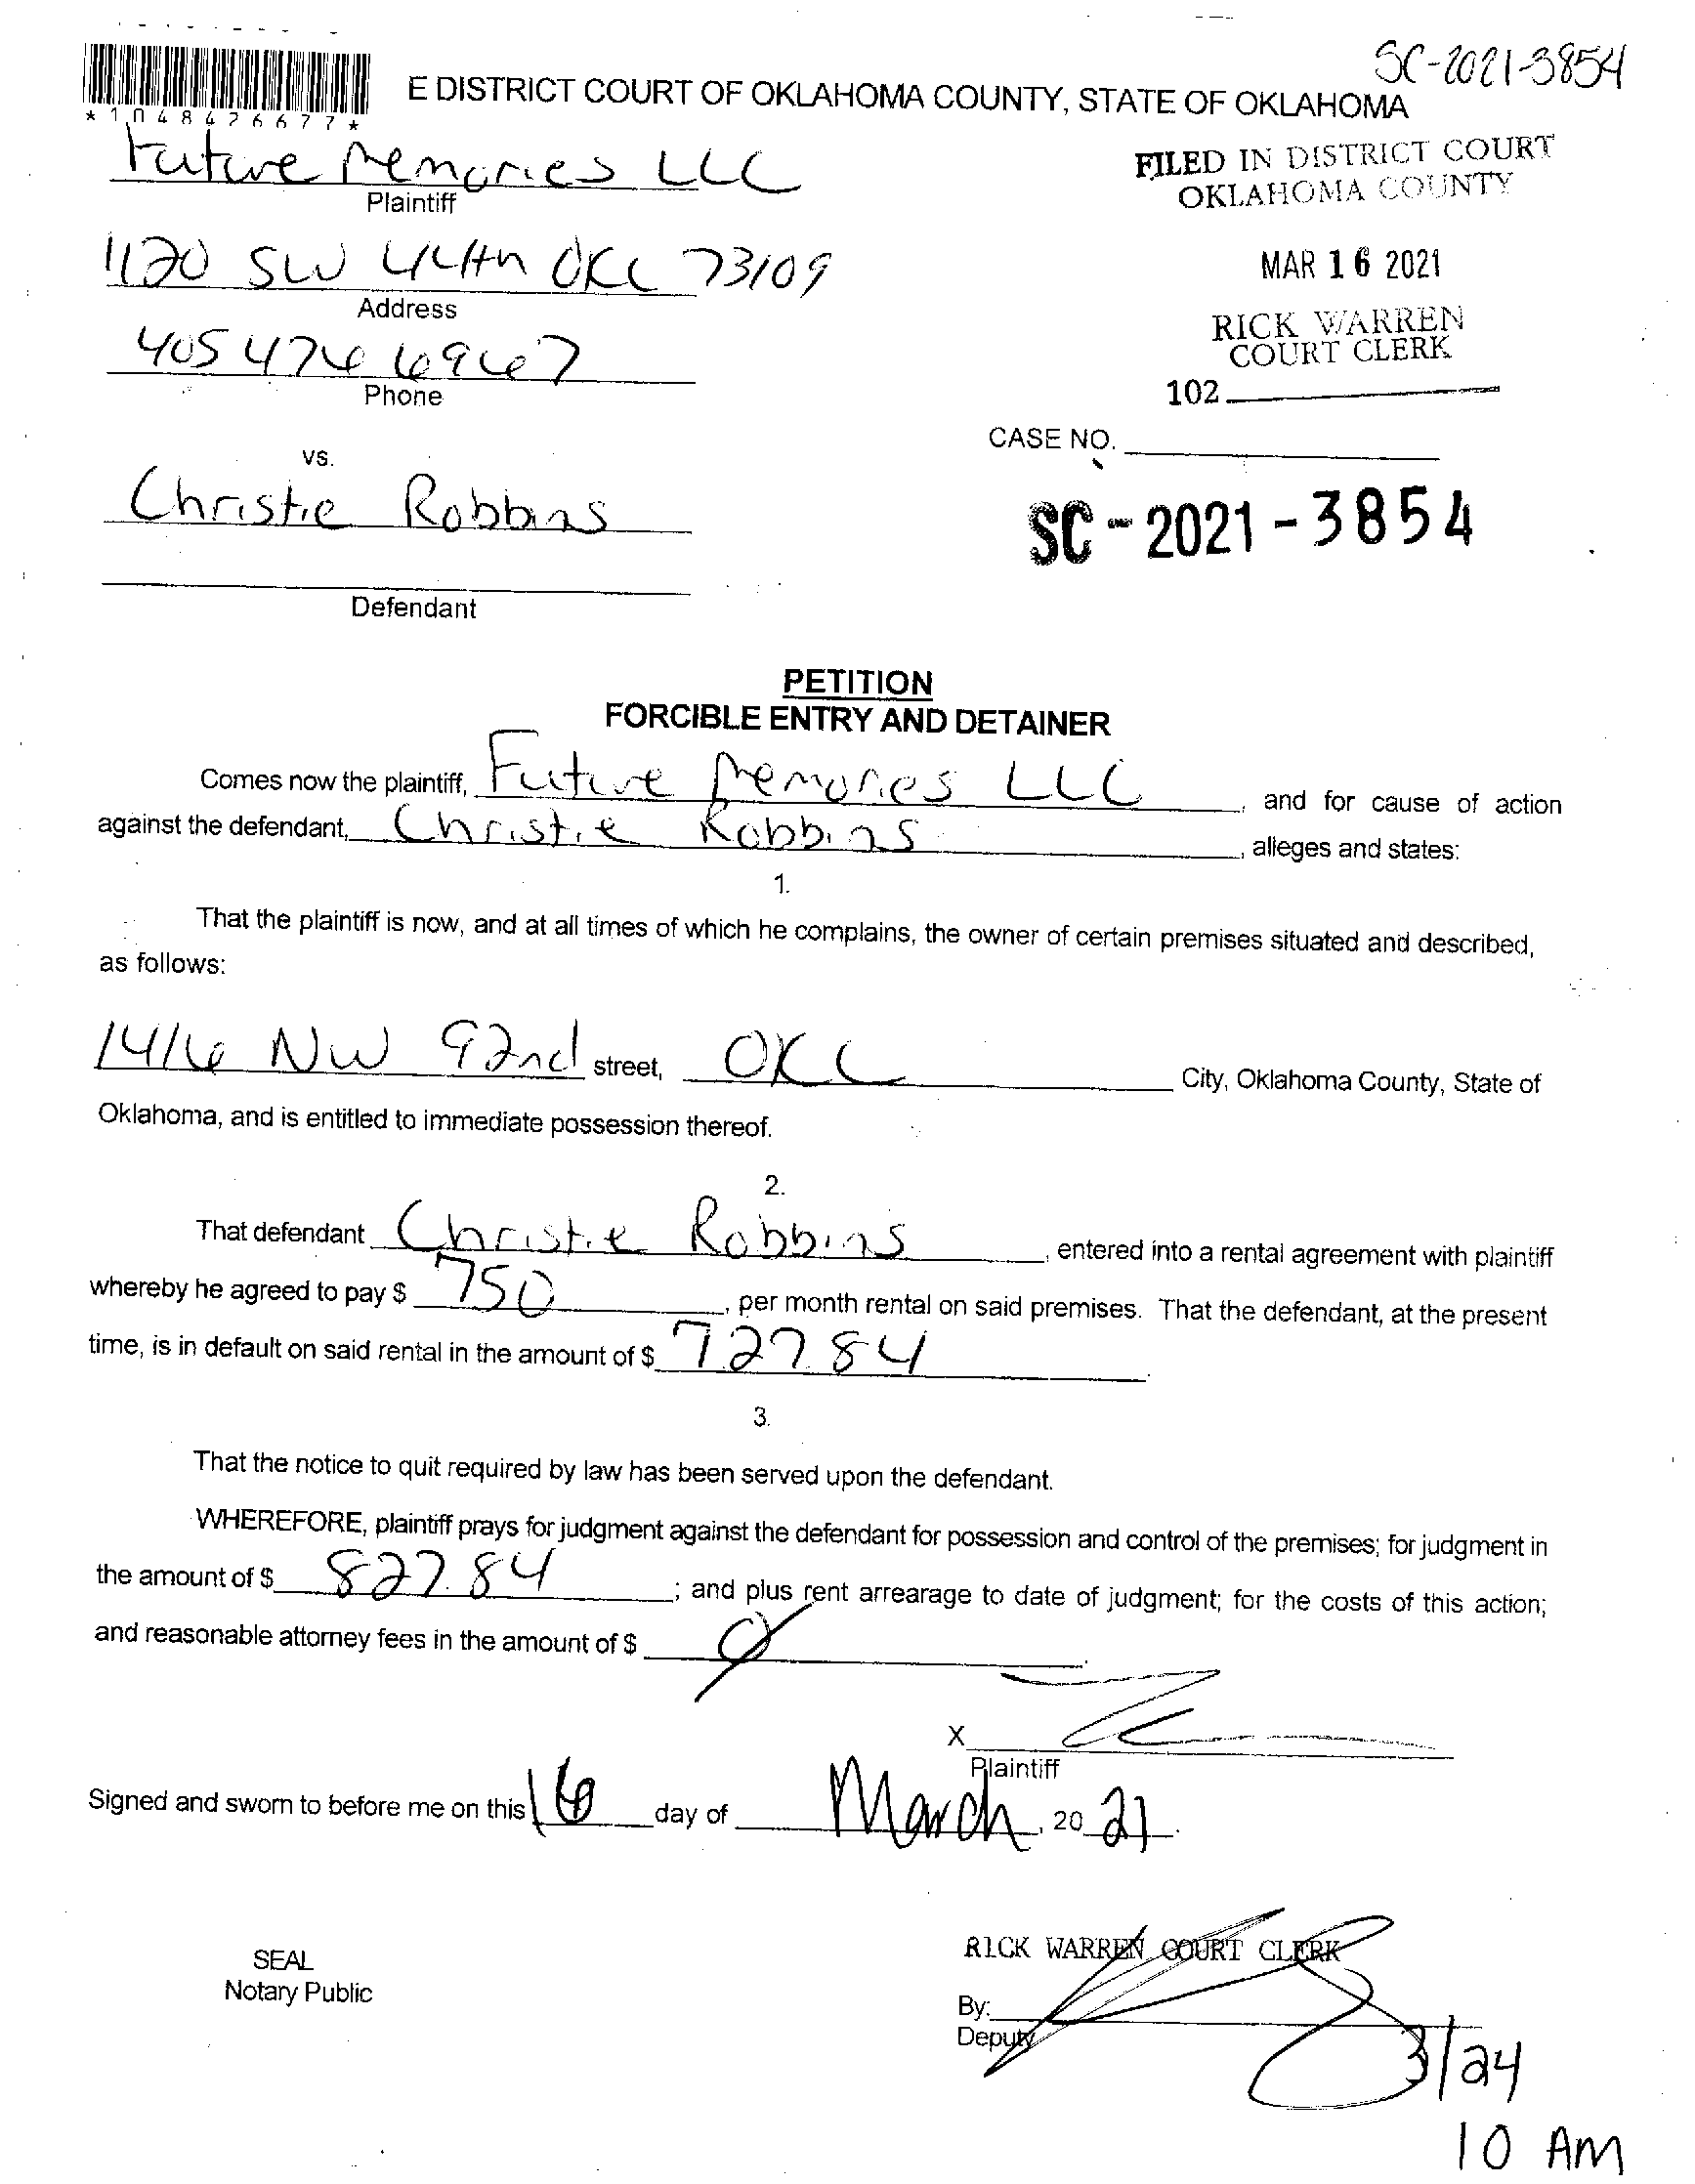 SC-2021-3854
E DISTRICT COURT OF OKLAHOMA COUNTY, STATE OF OKLAHOMA
*1048426677*
Future Memories LLC
Plaintiff
FILED IN DISTRICT COURT
OKLAHOMA COUNTY
1120 SW 44th OKC 73109
Address
MAR 16 2021
405 476 6967
Phone
RICK WARREN
COURT CLERK
102
CASE NO.
vs.
Christie Robbins
SC-2021-3854
Defendant
PETITION
FORCIBLE ENTRY AND DETAINER
Comes now the plaintiff, Future Memories LLC, and for cause of action
against the defendant, Christie Robbins, alleges and states:
1.
That the plaintiff is now, and at all times of which he complains, the owner of certain premises situated and described,
as follows:
1416 NW 92nd street, OKC City, Oklahoma County, State of
Oklahoma, and is entitled to immediate possession thereof.
2.
That defendant Christie Robbins, entered into a rental agreement with plaintiff
whereby he agreed to pay $ 750, per month rental on said premises. That the defendant, at the present
time, is in default on said rental in the amount of $ 727.84.
3.
That the notice to quit required by law has been served upon the defendant.
WHEREFORE, plaintiff prays for judgment against the defendant for possession and control of the premises; for judgment in
the amount of $ 827.84; and plus rent arrearage to date of judgment; for the costs of this action;
and reasonable attorney fees in the amount of $ 0.
X
Plaintiff
Signed and sworn to before me on this 16 day of March, 20 21.
SEAL
Notary Public
RICK WARREN COURT CLERK
By:
Deputy
3/24
10 AM